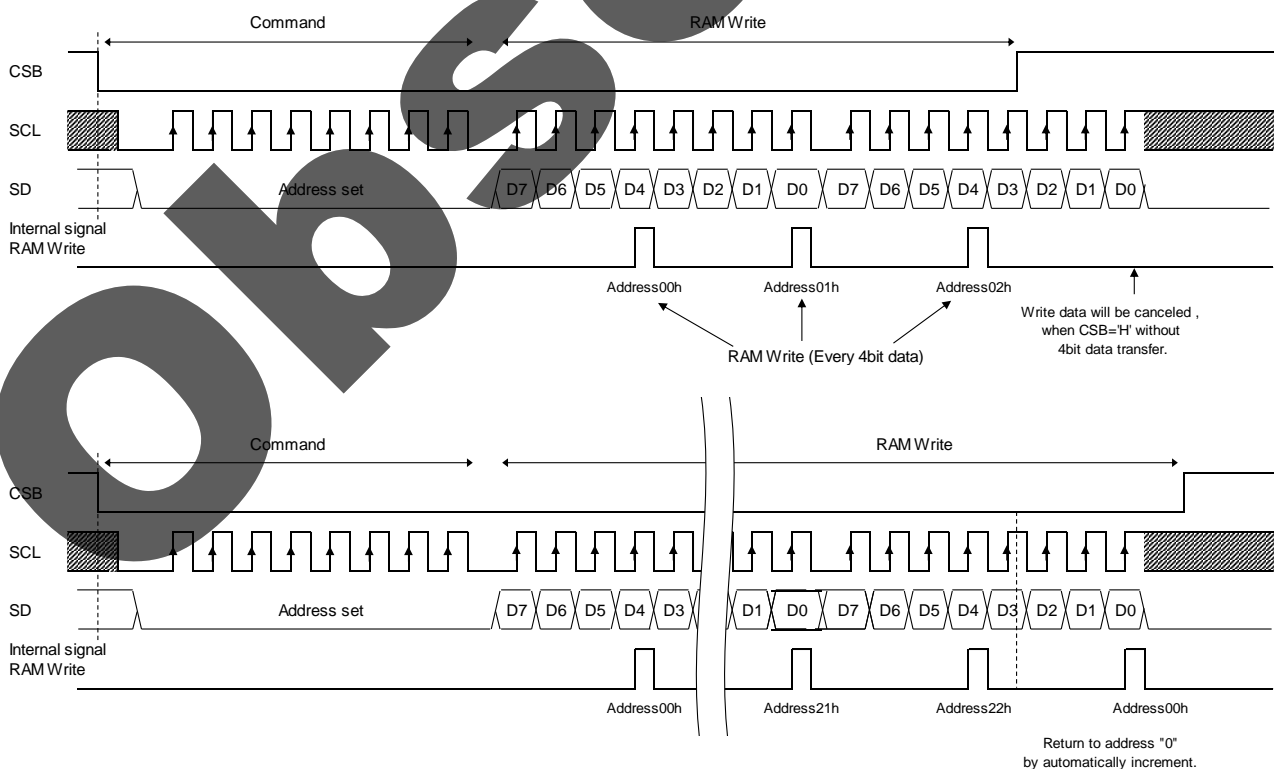 Command RAM Write
CSB
SCL
SD Address set D7 D6 D5 D4 D3 D2 D1 D0 D7 D6 D5 D4 D3 D2 D1 D0
Internal signal
RAM Write
Address00h Address01h Address02h
Write data will be canceled ,
when CSB='H' without
4bit data transfer.
RAM Write (Every 4bit data)
Command RAM Write
CSB
SCL
SD Address set D7 D6 D5 D4 D3 D1 D0 D7 D6 D5 D4 D3 D2 D1 D0
Internal signal
RAM Write
Address00h Address21h Address22h Address00h
Return to address "0"
by automatically increment.